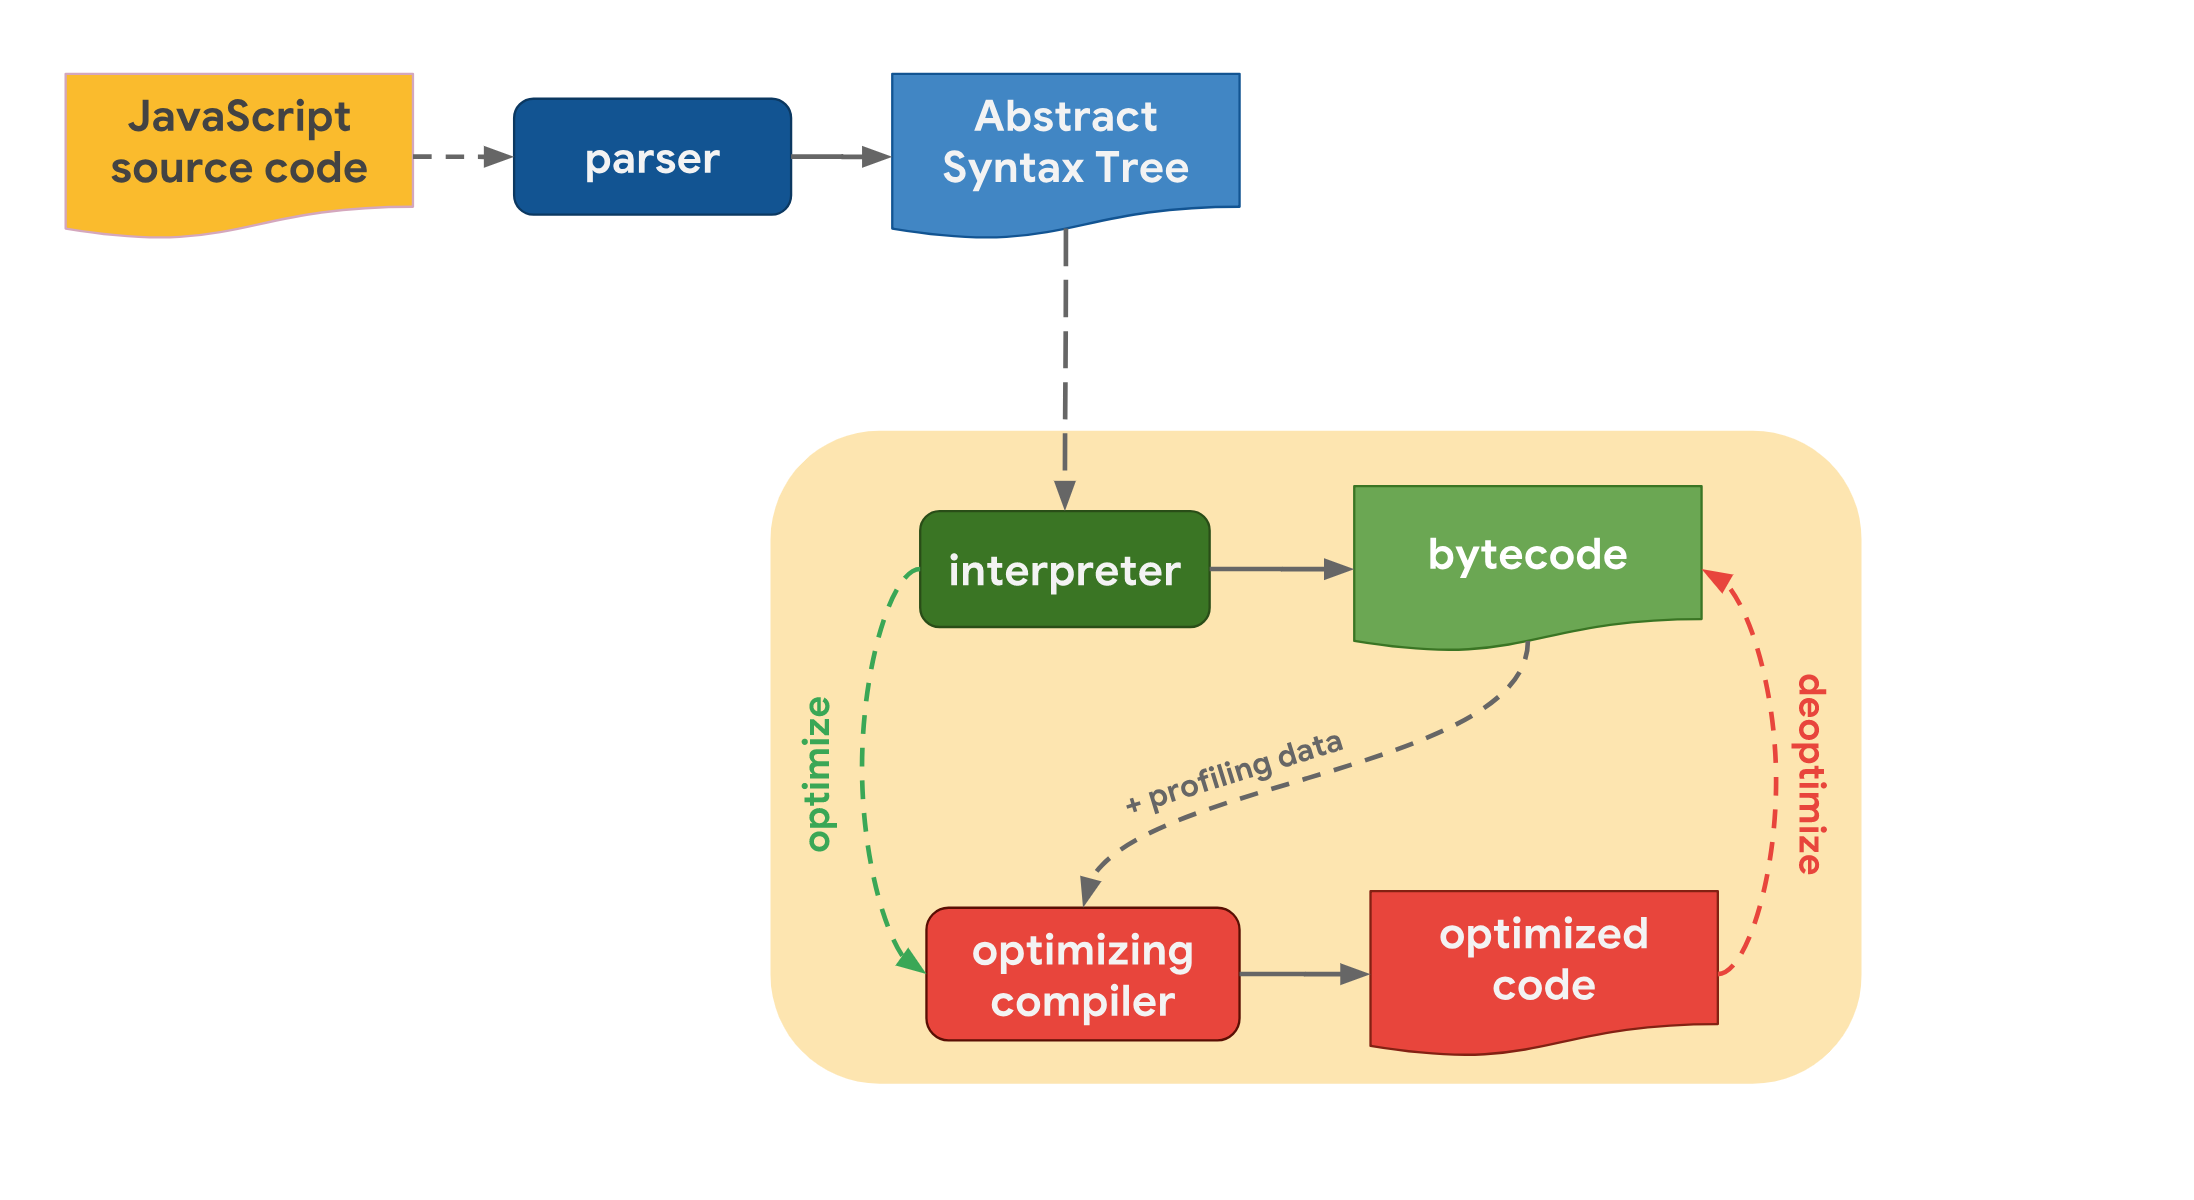 JavaScript
source code
parser
Abstract
Syntax Tree
interpreter
bytecode
optimize
+ profiling data
deoptimize
optimizing
compiler
optimized
code